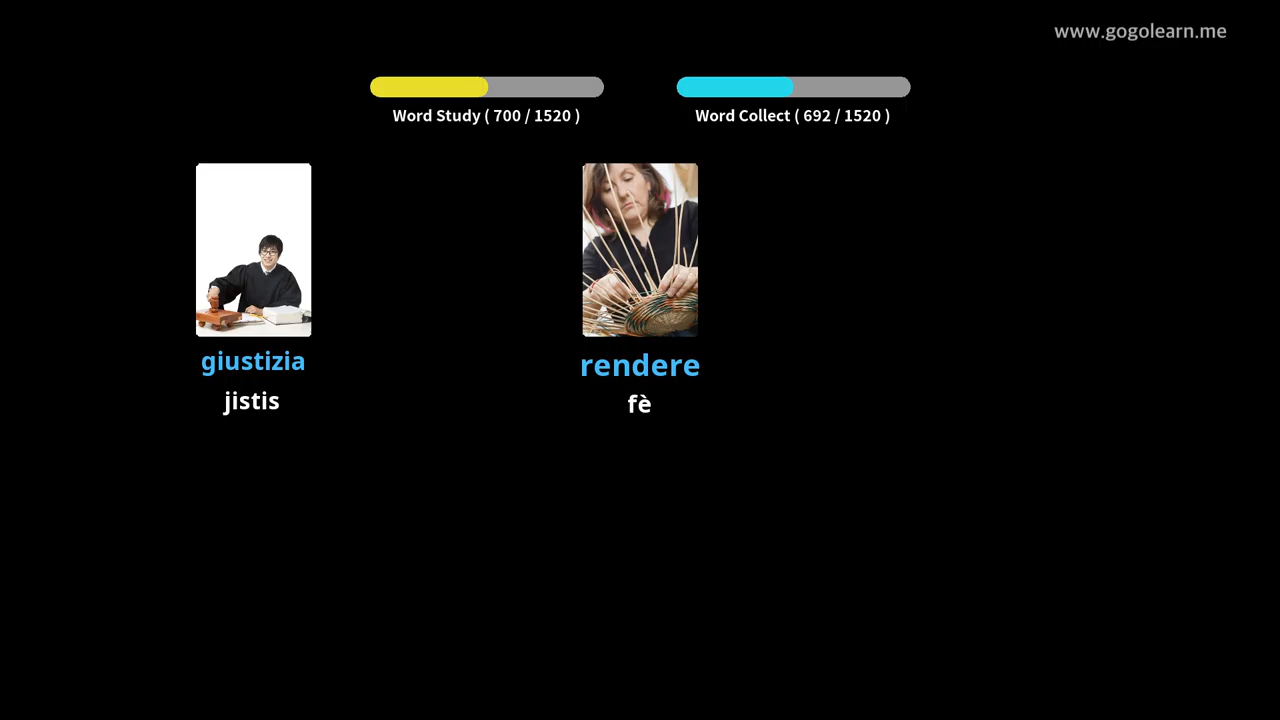 www.gogolearn.me
Word Study ( 700 / 1520 )
Word Collect ( 692 / 1520 )
giustizia
jistis
rendere
fè